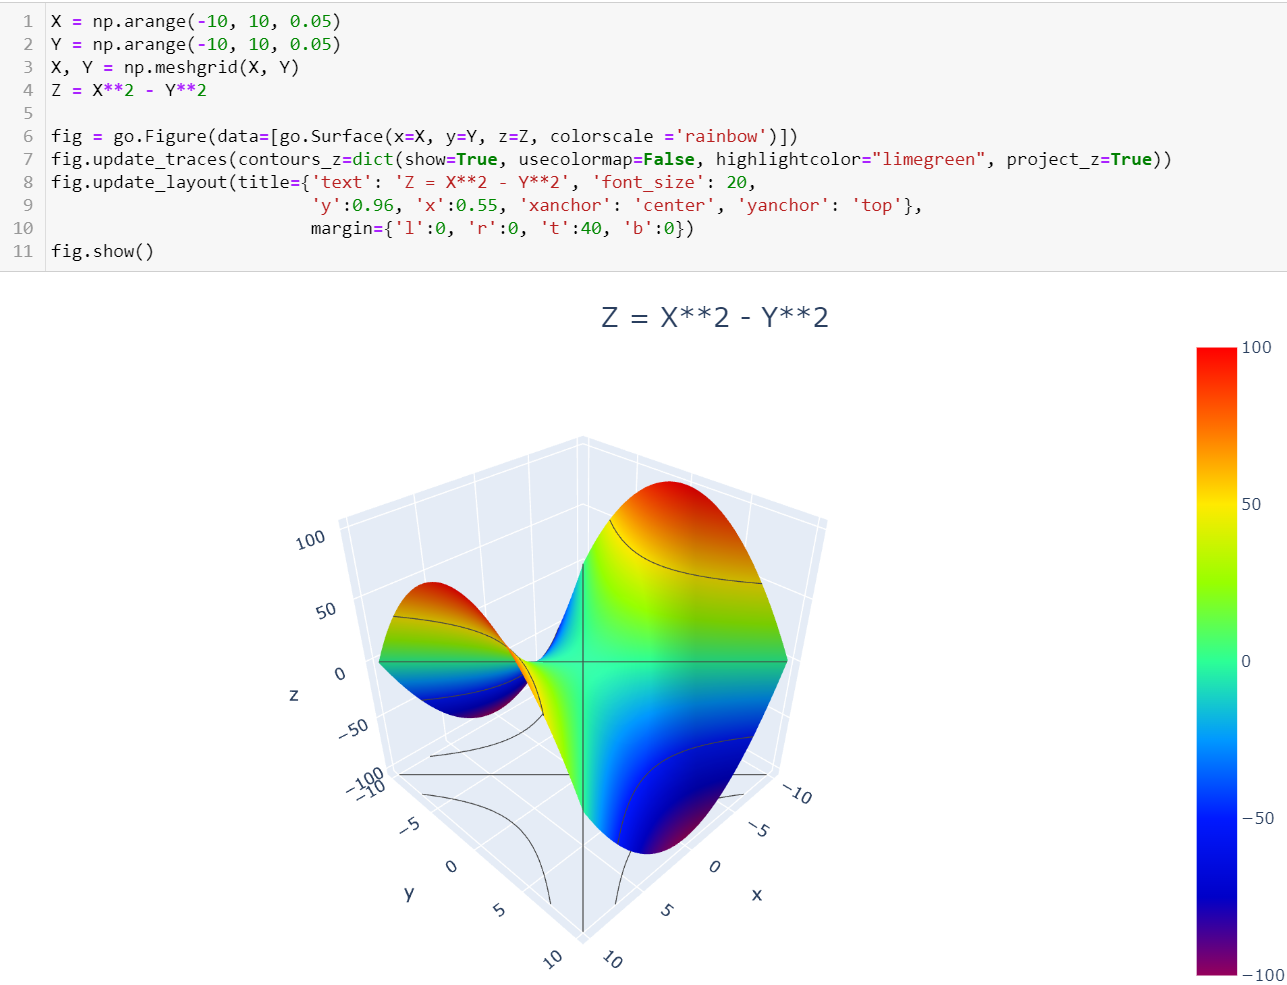 1 X = np.arange(-10, 10, 0.05)
2 Y = np.arange(-10, 10, 0.05)
3 X, Y = np.meshgrid(X, Y)
4 Z = X**2 - Y**2
5
6 fig = go.Figure(data=[go.Surface(x=X, y=Y, z=Z, colorscale ='rainbow')])
7 fig.update_traces(contours_z=dict(show=True, usecolormap=False, highlightcolor="limegreen", project_z=True))
8 fig.update_layout(title={'text': 'Z = X**2 - Y**2', 'font_size': 20,
9                          'y':0.96, 'x':0.55, 'xanchor': 'center', 'yanchor': 'top'},
10                         margin={'l':0, 'r':0, 't':40, 'b':0})
11 fig.show()
Z = X**2 - Y**2
100
50
0
−50
−100
z
−10
−5
0
5
10
y
−10
−5
0
5
10
x
100
50
0
−50
−100